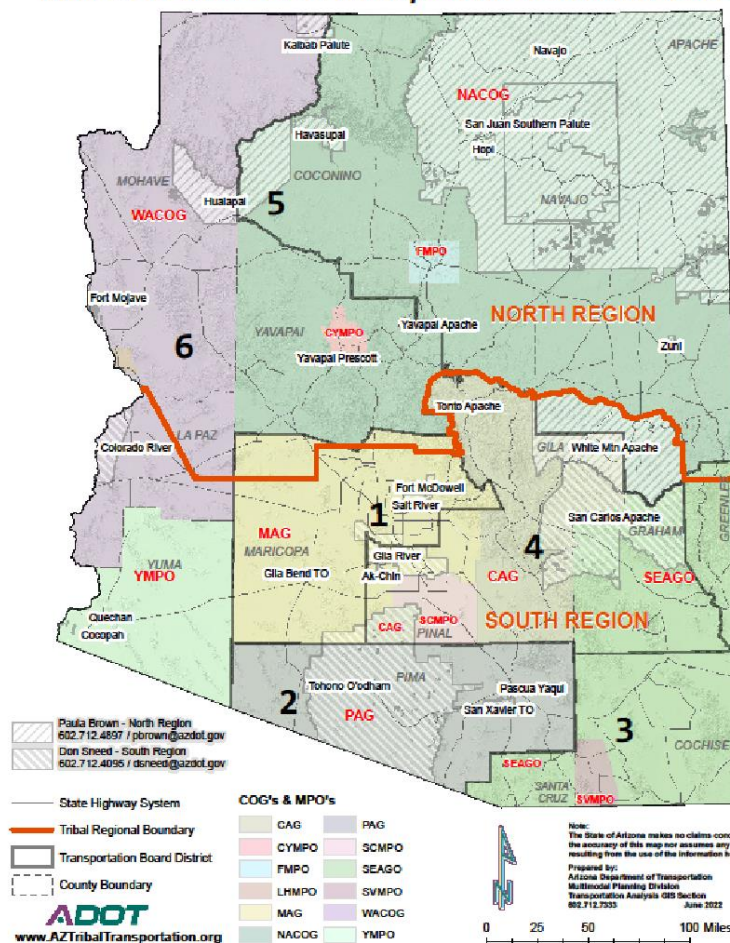 Kaibab Paiute
Navajo
APACHE
NACOG
San Juan Southern Paiute
Havasupai
Hopi
COCONINO
MOHAVE
Hualapai
NAVAJO
5
WACOG
FMPO
Fort Mojave
NORTH REGION
YAVAPAI
CYMPO
Yavapai Apache
Zuni
6
Yavapai Prescott
Tonto Apache
LA PAZ
Colorado River
GILA
White Mtn Apache
Fort McDowell
Salt River
1
San Carlos Apache
GREENLEE
MAG
GRAHAM
MARICOPA
4
YUMA
Gila River
YMPO
Gila Bend TO
Ak-Chin
CAG
SEAGO
Quechan
SCMPO
SOUTH REGION
Cocopah
CAG
PINAL
PIMA
Tohono O'odham
Pascua Yaqui
2
San Xavier TO
PAG
3
COCHISE
SEAGO
SANTA
CRUZ
SVMPO
Paula Brown - North Region
602.712.4897 / pbrown@azdot.gov
Don Sneed - South Region
602.712.4095 / dsneed@azdot.gov
State Highway System
Tribal Regional Boundary
Transportation Board District
County Boundary
ADOT
www.AZTribalTransportation.org
COG's & MPO's
CAG
CYMPO
FMPO
LHMPO
MAG
NACOG
PAG
SCMPO
SEAGO
SVMPO
WACOG
YMPO
N
Note:
The State of Arizona makes no claims
the accuracy of this map nor assumes any
resulting from the use of the information
Prepared by:
Arizona Department of Transportation
Multimodal Planning Division
Transportation Analysis GIS Section
602.712.7333 June 2022
0 25 50 100 Miles